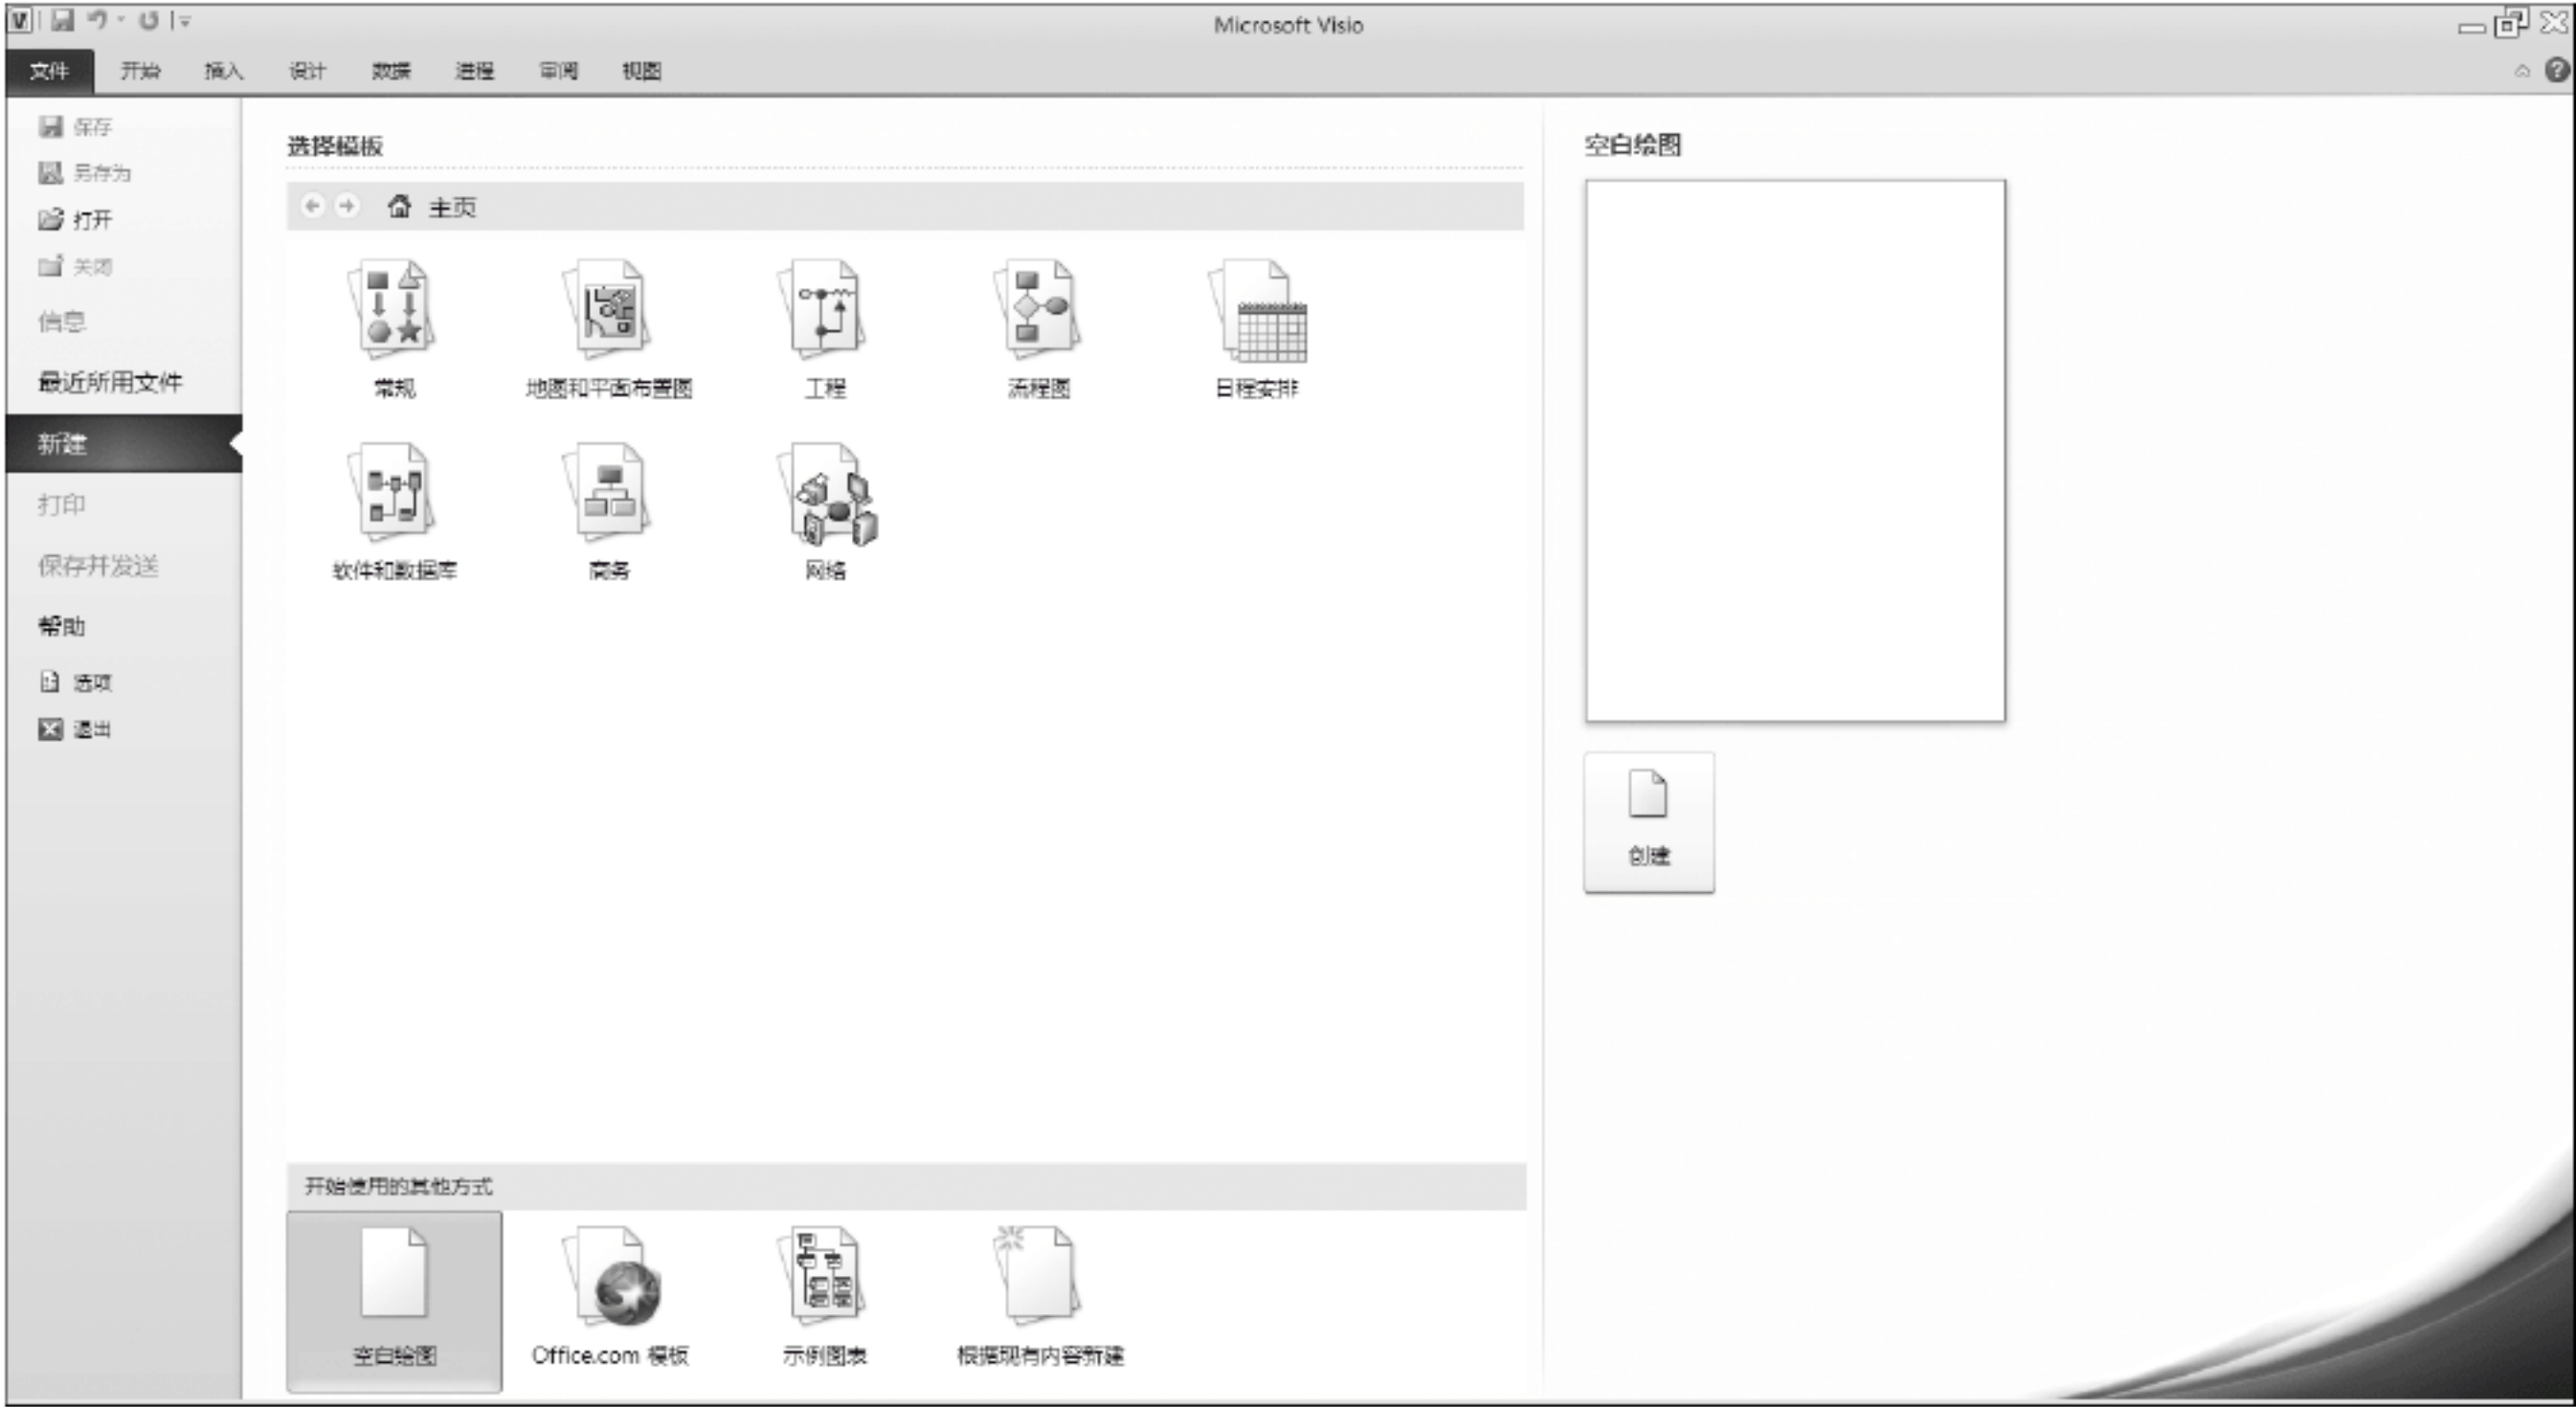 Microsoft Visio
文件 开始 插入 设计 数据 进程 审阅 视图
保存
另存为
打开
关闭
信息
最近所用文件
新建
打印
保存并发送
帮助
选项
退出
选择模板
主页
常规 地图和平面布置图 工程 流程图 日程安排
软件和数据库 商务 网络
开始使用的其他方式
空白绘图 Office.com 模板 示例图表 根据现有内容新建
空白绘图
创建